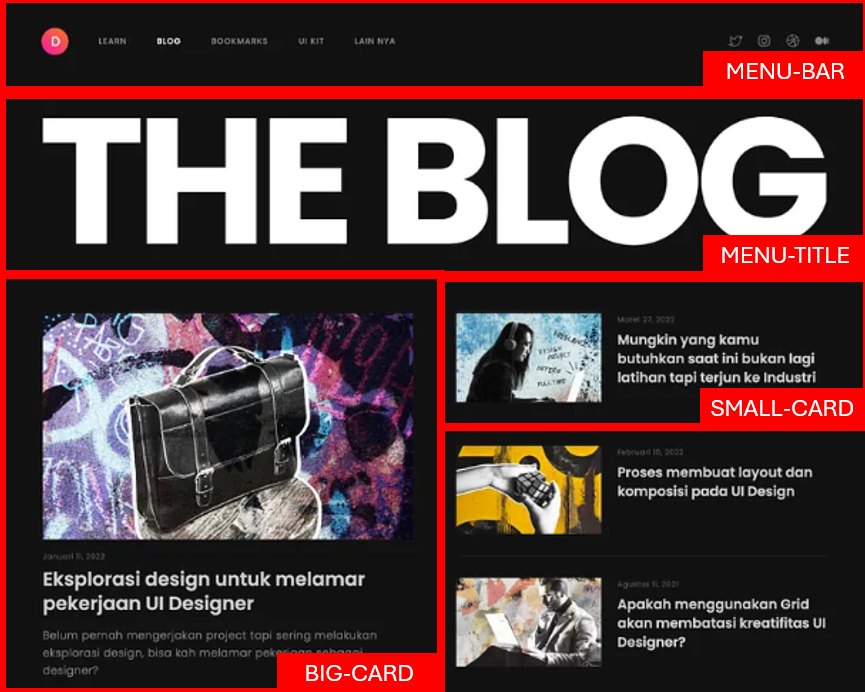 D
LEARN
BLOG
BOOKMARKS
UI KIT
LAIN NYA
MENU-BAR
THE BLOG
MENU-TITLE
Januari 11, 2022
Eksplorasi design untuk melamar
pekerjaan UI Designer
Belum pernah mengerjakan project tapi sering melakukan
eksplorasi design, bisa kah melamar pekerjaan sebagai
designer?
BIG-CARD
DESIGN
PROJECT
FULLTIME
Maret 27, 2022
Mungkin yang kamu
butuhkan saat ini bukan lagi
latihan tapi terjun ke Industri
SMALL-CARD
Februari 15, 2022
Proses membuat layout dan
komposisi pada UI Design
Agustus 11, 2021
Apakah menggunakan Grid
akan membatasi kreatifitas UI
Designer?